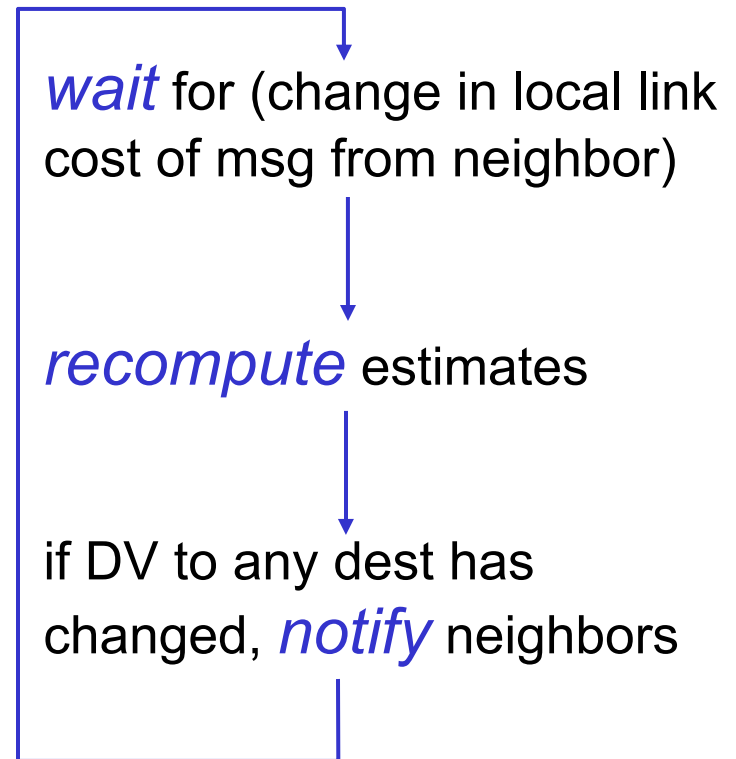 wait for (change in local link
cost of msg from neighbor)
recompute estimates
if DV to any dest has
changed, notify neighbors